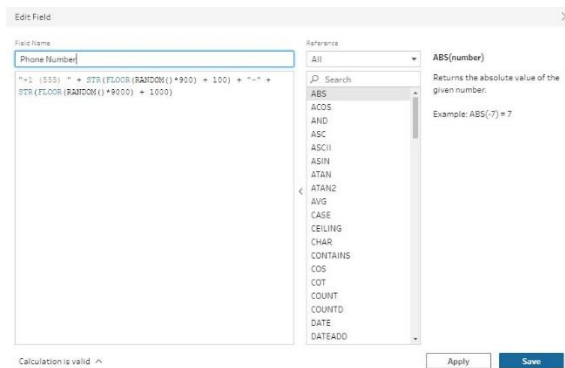 Edit Field
Field Name
Phone Number
"+1 (555) " + STR(FLOOR(RANDOM()*900) + 100) + "-" +
STR(FLOOR(RANDOM()*9000) + 1000)
Reference
All
Search
ABS
ACOS
AND
ASC
ASCII
ASIN
ATAN
ATAN2
AVG
CASE
CEILING
CHAR
CONTAINS
COS
COT
COUNT
COUNTD
DATE
DATEADD
ABS(number)
Returns the absolute value of the
given number.
Example: ABS(-7) = 7
Calculation is valid
Apply
Save